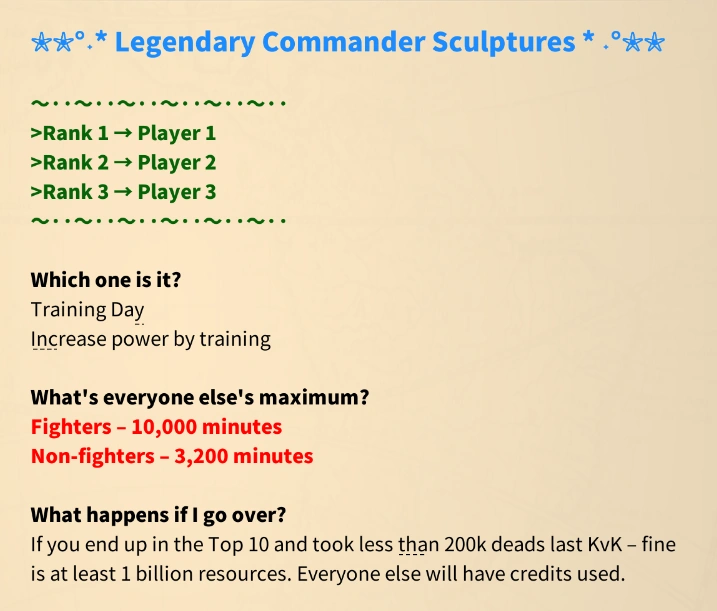 ✯✯°˖* Legendary Commander Sculptures * ˖°✯✯
～··～··～··～··～··～··
>Rank 1 → Player 1
>Rank 2 → Player 2
>Rank 3 → Player 3
～··～··～··～··～··～··
Which one is it?
Training Day
Increase power by training
What's everyone else's maximum?
Fighters – 10,000 minutes
Non-fighters – 3,200 minutes
What happens if I go over?
If you end up in the Top 10 and took less than 200k deads last KvK – fine
is at least 1 billion resources. Everyone else will have credits used.